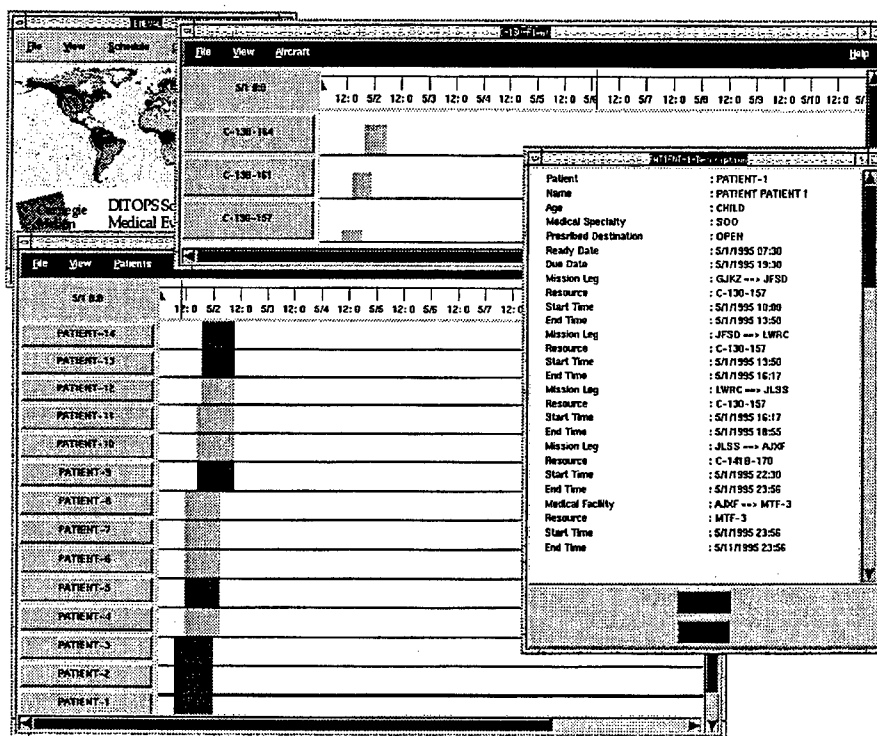 File View Schedule
DITOPS
Medical
File View Aircraft Help
5/1 8:0
12:0 5/2 12:0 5/3 12:0 5/4 12:0 5/5 12:0 5/6 12:0 5/7 12:0 5/8 12:0 5/9 12:0 5/10 12:0
C-130-164
C-130-161
C-130-157
File View Patients
5/1 8:0
12:0 5/2 12:0 5/3 12:0 5/4 12:0 5/5 12:0 5/6 12:0
PATIENT-14
PATIENT-13
PATIENT-12
PATIENT-11
PATIENT-10
PATIENT-9
PATIENT-8
PATIENT-7
PATIENT-6
PATIENT-5
PATIENT-4
PATIENT-3
PATIENT-2
PATIENT-1
Patient : PATIENT-1
Name : PATIENT PATIENT 1
Age : CHILD
Medical Specialty : SOO
Presribed Destination : OPEN
Ready Date : 5/1/1995 07:30
Due Date : 5/1/1995 19:30
Mission Leg : GJKZ ==> JFSD
Resource : C-130-157
Start Time : 5/1/1995 10:00
End Time : 5/1/1995 13:50
Mission Leg : JFSD ==> LWRC
Resource : C-130-157
Start Time : 5/1/1995 13:50
End Time : 5/1/1995 16:17
Mission Leg : LWRC ==> JLSS
Resource : C-130-157
Start Time : 5/1/1995 16:17
End Time : 5/1/1995 18:55
Mission Leg : JLSS ==> AJXF
Resource : C-141B-170
Start Time : 5/1/1995 22:30
End Time : 5/1/1995 23:56
Medical Facility : AJXF ==> MTF-3
Resource : MTF-3
Start Time : 5/1/1995 23:56
End Time : 5/11/1995 23:56